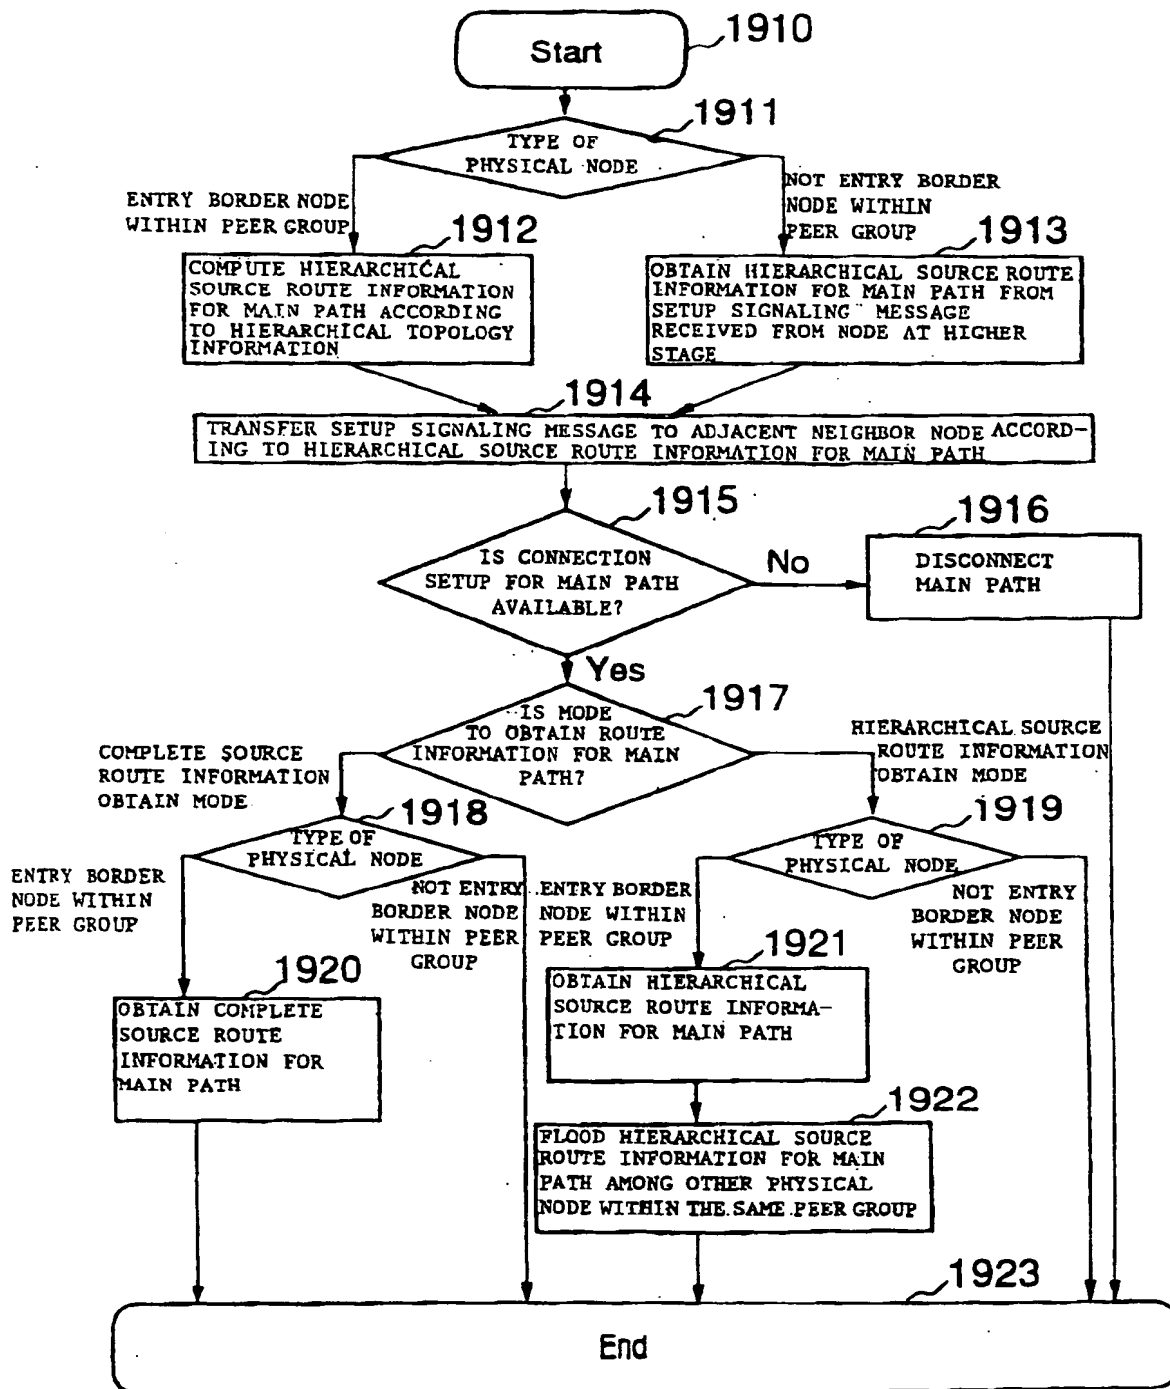 Start
1910
1911
TYPE OF
PHYSICAL NODE
ENTRY BORDER NODE
WITHIN PEER GROUP
NOT ENTRY BORDER
NODE WITHIN
PEER GROUP
1912
COMPUTE HIERARCHICAL
SOURCE ROUTE INFORMATION
FOR MAIN PATH ACCORDING
TO HIERARCHICAL TOPOLOGY
INFORMATION
1913
OBTAIN HIERARCHICAL SOURCE ROUTE
INFORMATION FOR MAIN PATH FROM
SETUP SIGNALING MESSAGE
RECEIVED FROM NODE AT HIGHER
STAGE
1914
TRANSFER SETUP SIGNALING MESSAGE TO ADJACENT NEIGHBOR NODE ACCORD-
ING TO HIERARCHICAL SOURCE ROUTE INFORMATION FOR MAIN PATH
1915
IS CONNECTION
SETUP FOR MAIN PATH
AVAILABLE?
No
1916
DISCONNECT
MAIN PATH
Yes
1917
IS MODE
TO OBTAIN ROUTE
INFORMATION FOR MAIN
PATH?
COMPLETE SOURCE
ROUTE INFORMATION
OBTAIN MODE
HIERARCHICAL SOURCE
ROUTE INFORMATION
OBTAIN MODE
1918
TYPE OF
PHYSICAL NODE
1919
TYPE OF
PHYSICAL NODE
ENTRY BORDER
NODE WITHIN
PEER GROUP
NOT ENTRY
BORDER NODE
WITHIN PEER
GROUP
ENTRY BORDER
NODE WITHIN
PEER GROUP
NOT ENTRY
BORDER NODE
WITHIN PEER
GROUP
1920
OBTAIN COMPLETE
SOURCE ROUTE
INFORMATION FOR
MAIN PATH
1921
OBTAIN HIERARCHICAL
SOURCE ROUTE INFORMA-
TION FOR MAIN PATH
1922
FLOOD HIERARCHICAL SOURCE
ROUTE INFORMATION FOR MAIN
PATH AMONG OTHER PHYSICAL
NODE WITHIN THE SAME PEER GROUP
1923
End